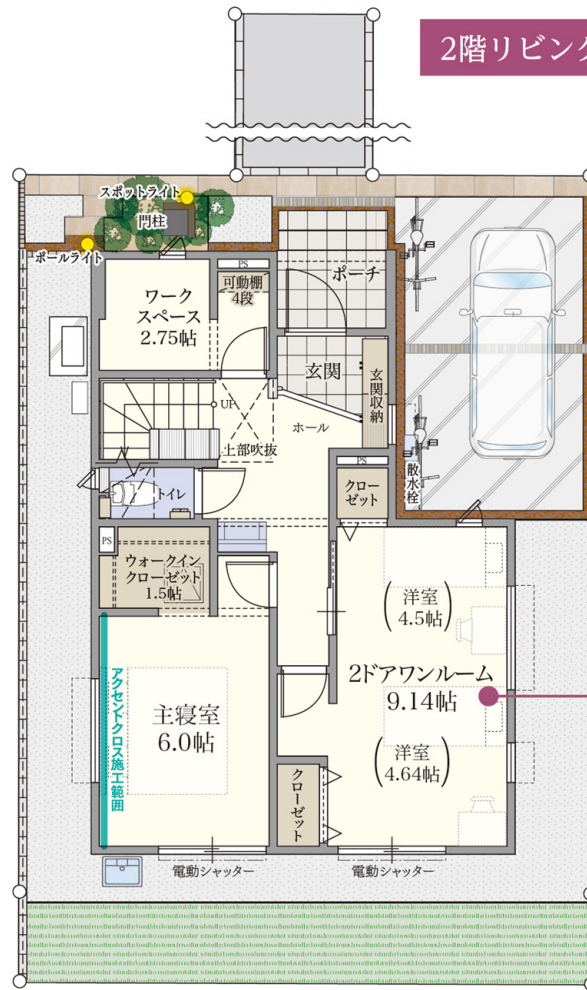 2階リビング
スポットライト
門柱
ポールライト
PS
可動棚
4段
ポーチ
ワーク
スペース
2.75帖
玄関
玄関収納
UP
ホール
上部吹抜
PS
クロー
ゼット
散水栓
トイレ
PS
ウォークイン
クローゼット
1.5帖
洋室
4.5帖
2ドアワンルーム
9.14帖
アクセントクロス施工範囲
主寝室
6.0帖
洋室
4.64帖
クローゼット
電動シャッター
電動シャッター